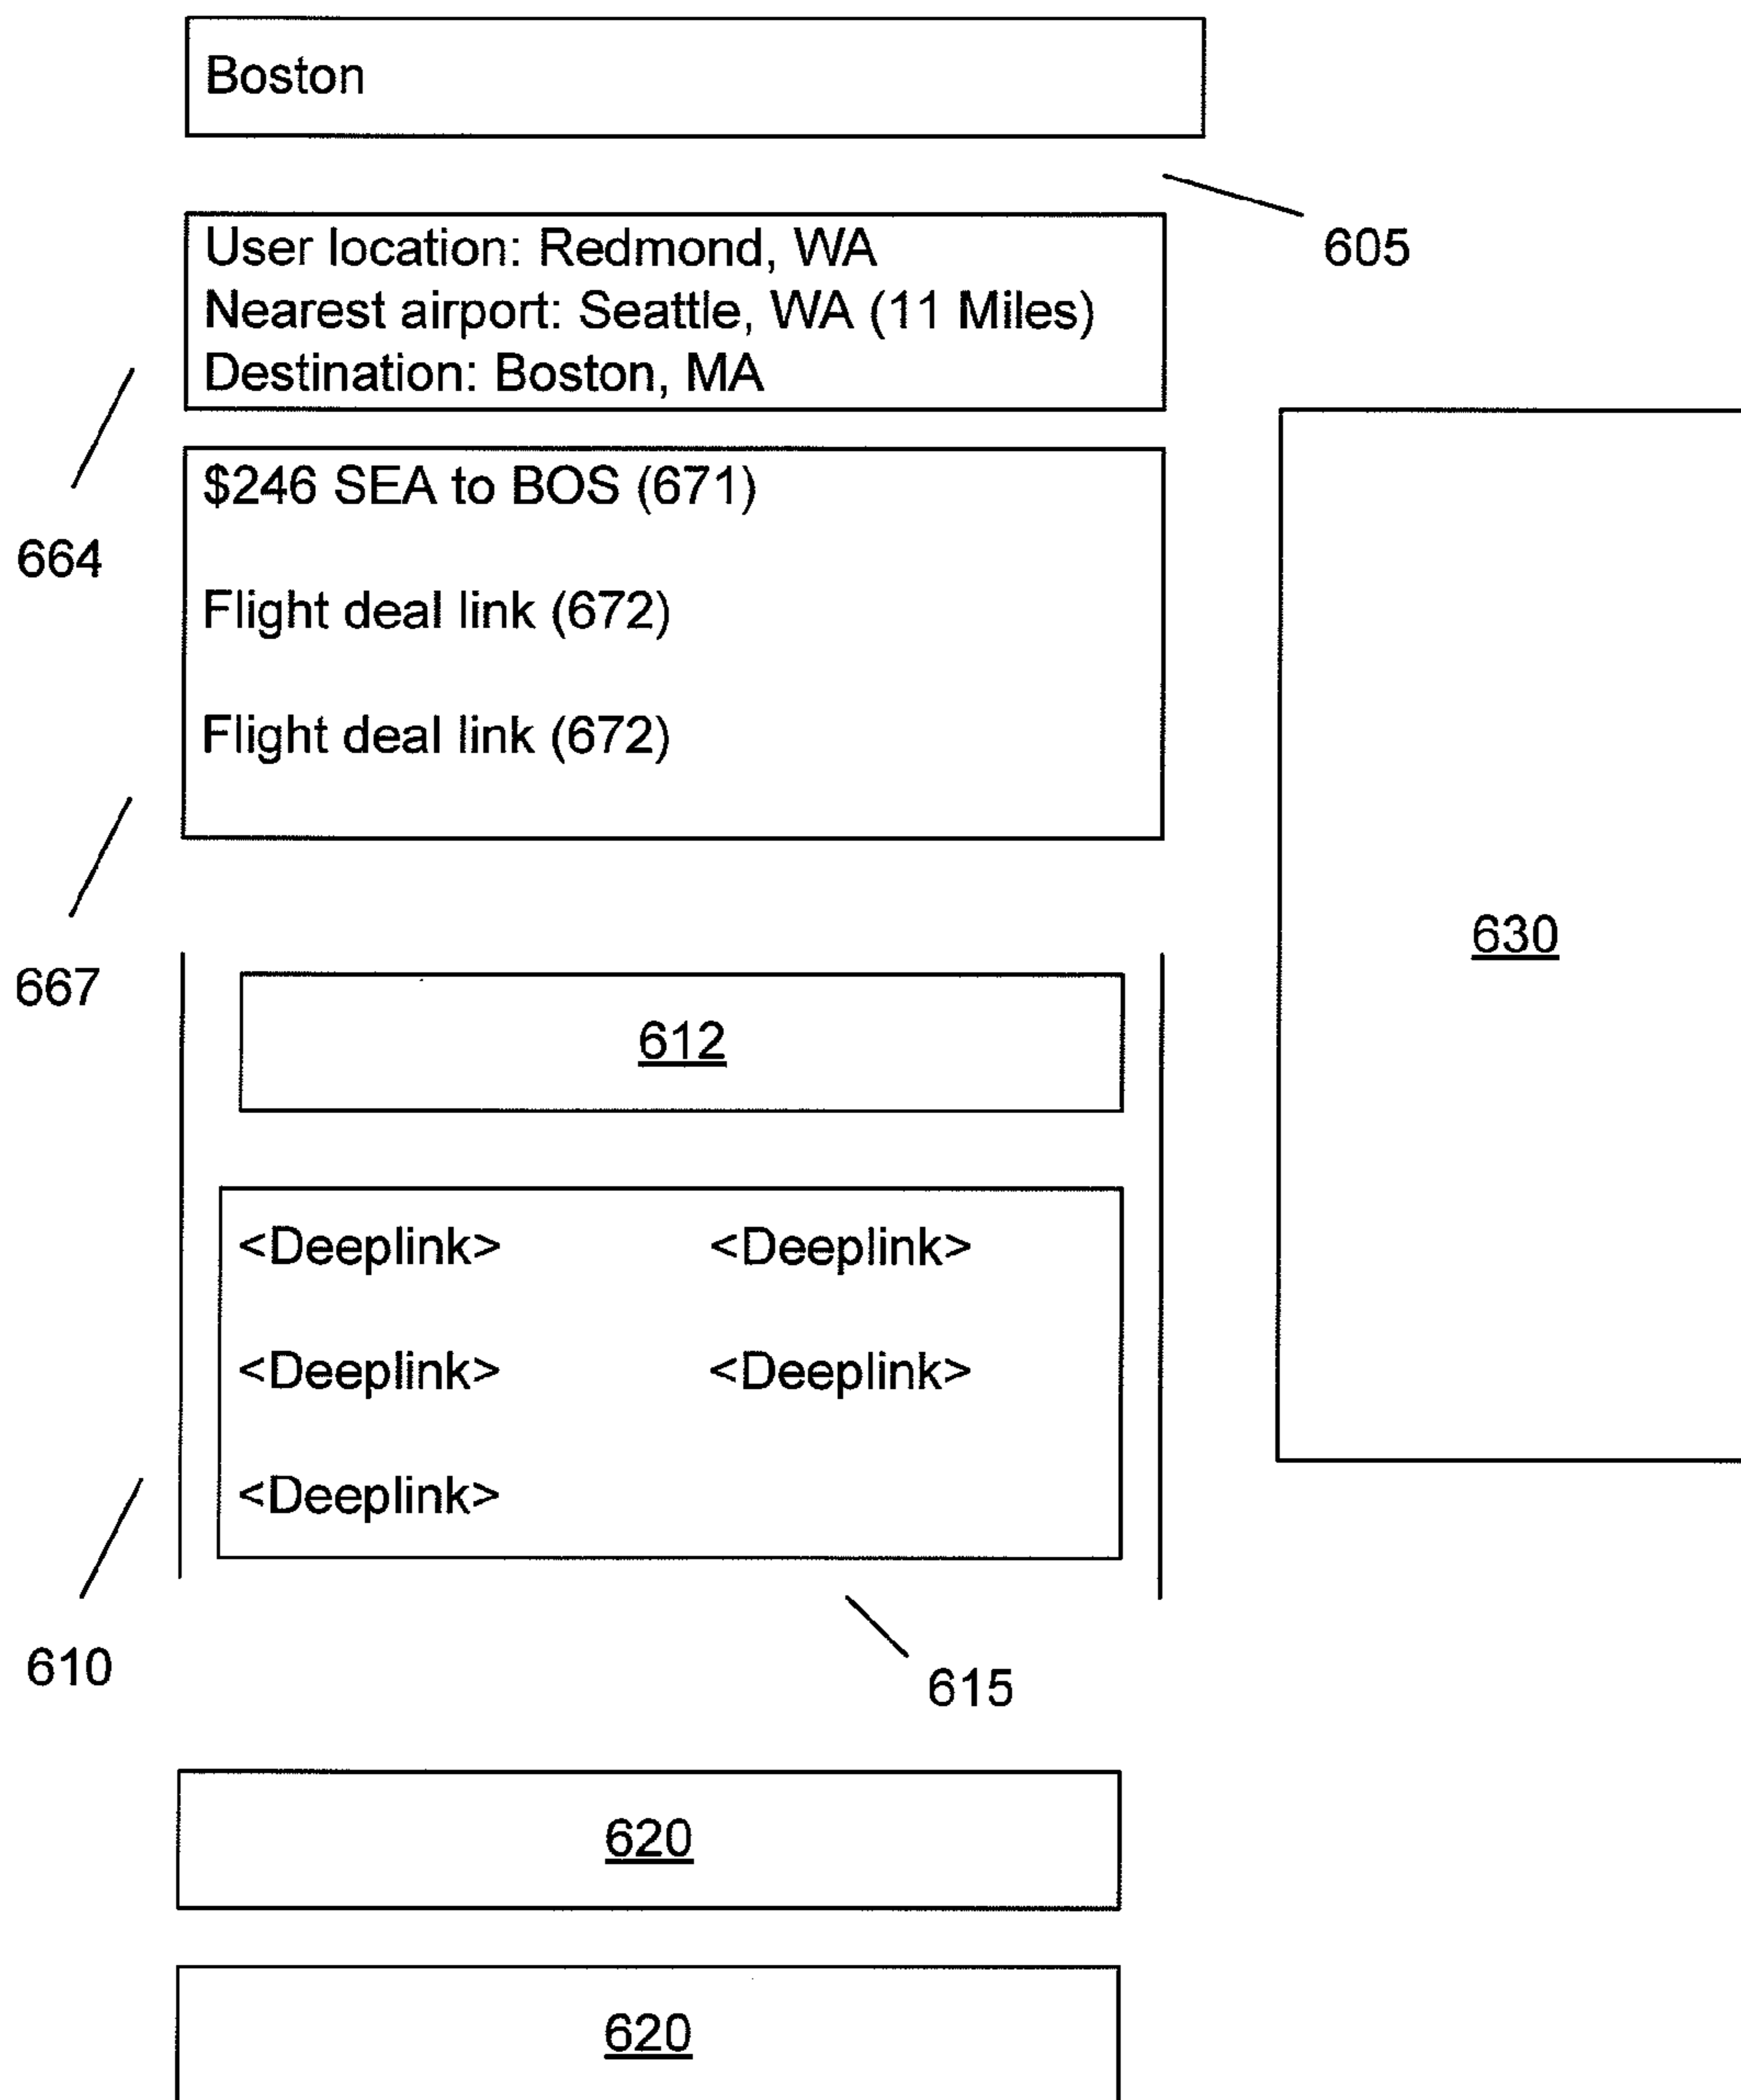 Boston
605
User location: Redmond, WA
Nearest airport: Seattle, WA (11 Miles)
Destination: Boston, MA
664
$246 SEA to BOS (671)
Flight deal link (672)
Flight deal link (672)
667
630
612
<Deeplink> <Deeplink>
<Deeplink> <Deeplink>
<Deeplink>
610
615
620
620